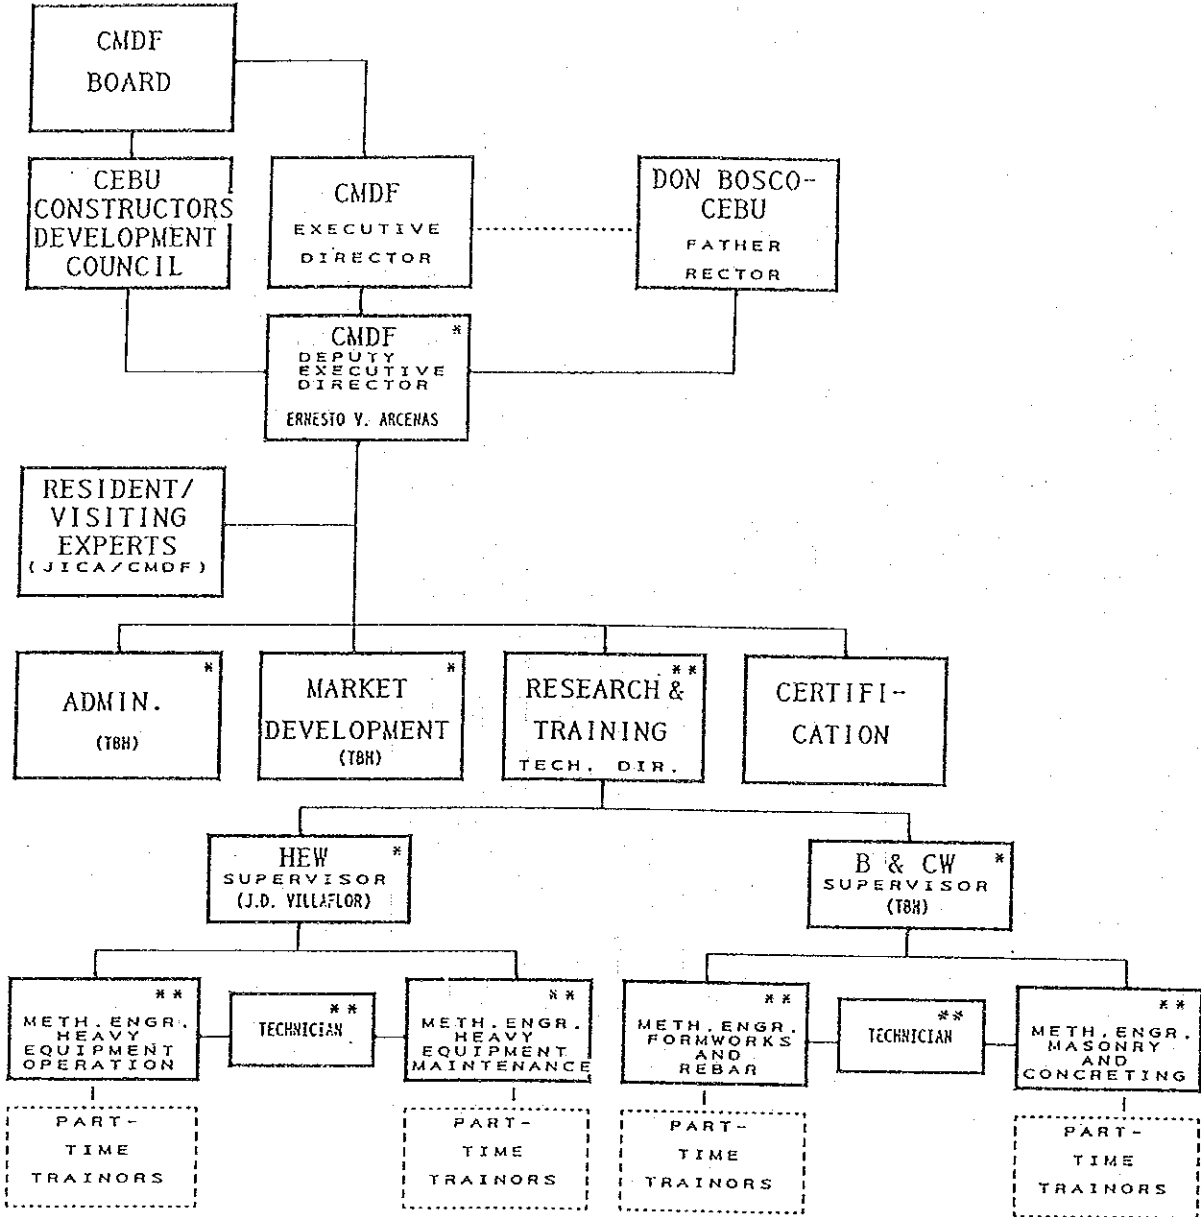 CMDF
BOARD
CEBU
CONSTRUCTORS
DEVELOPMENT
COUNCIL
CMDF
EXECUTIVE
DIRECTOR
DON BOSCO-
CEBU
FATHER
RECTOR
CMDF *
DEPUTY
EXECUTIVE
DIRECTOR
ERNESTO V. ARCENAS
RESIDENT/
VISITING
EXPERTS
(JICA/CMDF)
*
ADMIN.
(TBH)
*
MARKET
DEVELOPMENT
(TBH)
**
RESEARCH &
TRAINING
TECH. DIR.
CERTIFI-
CATION
HEW *
SUPERVISOR
(J.D. VILLAFLOR)
B & CW *
SUPERVISOR
(TBH)
**
METH.ENGR.
HEAVY
EQUIPMENT
OPERATION
**
TECHNICIAN
**
METH.ENGR.
HEAVY
EQUIPMENT
MAINTENANCE
**
METH.ENGR.
FORMWORKS
AND
REBAR
**
TECHNICIAN
**
METH.ENGR.
MASONRY
AND
CONCRETING
PART-
TIME
TRAINORS
PART-
TIME
TRAINORS
PART-
TIME
TRAINORS
PART-
TIME
TRAINORS